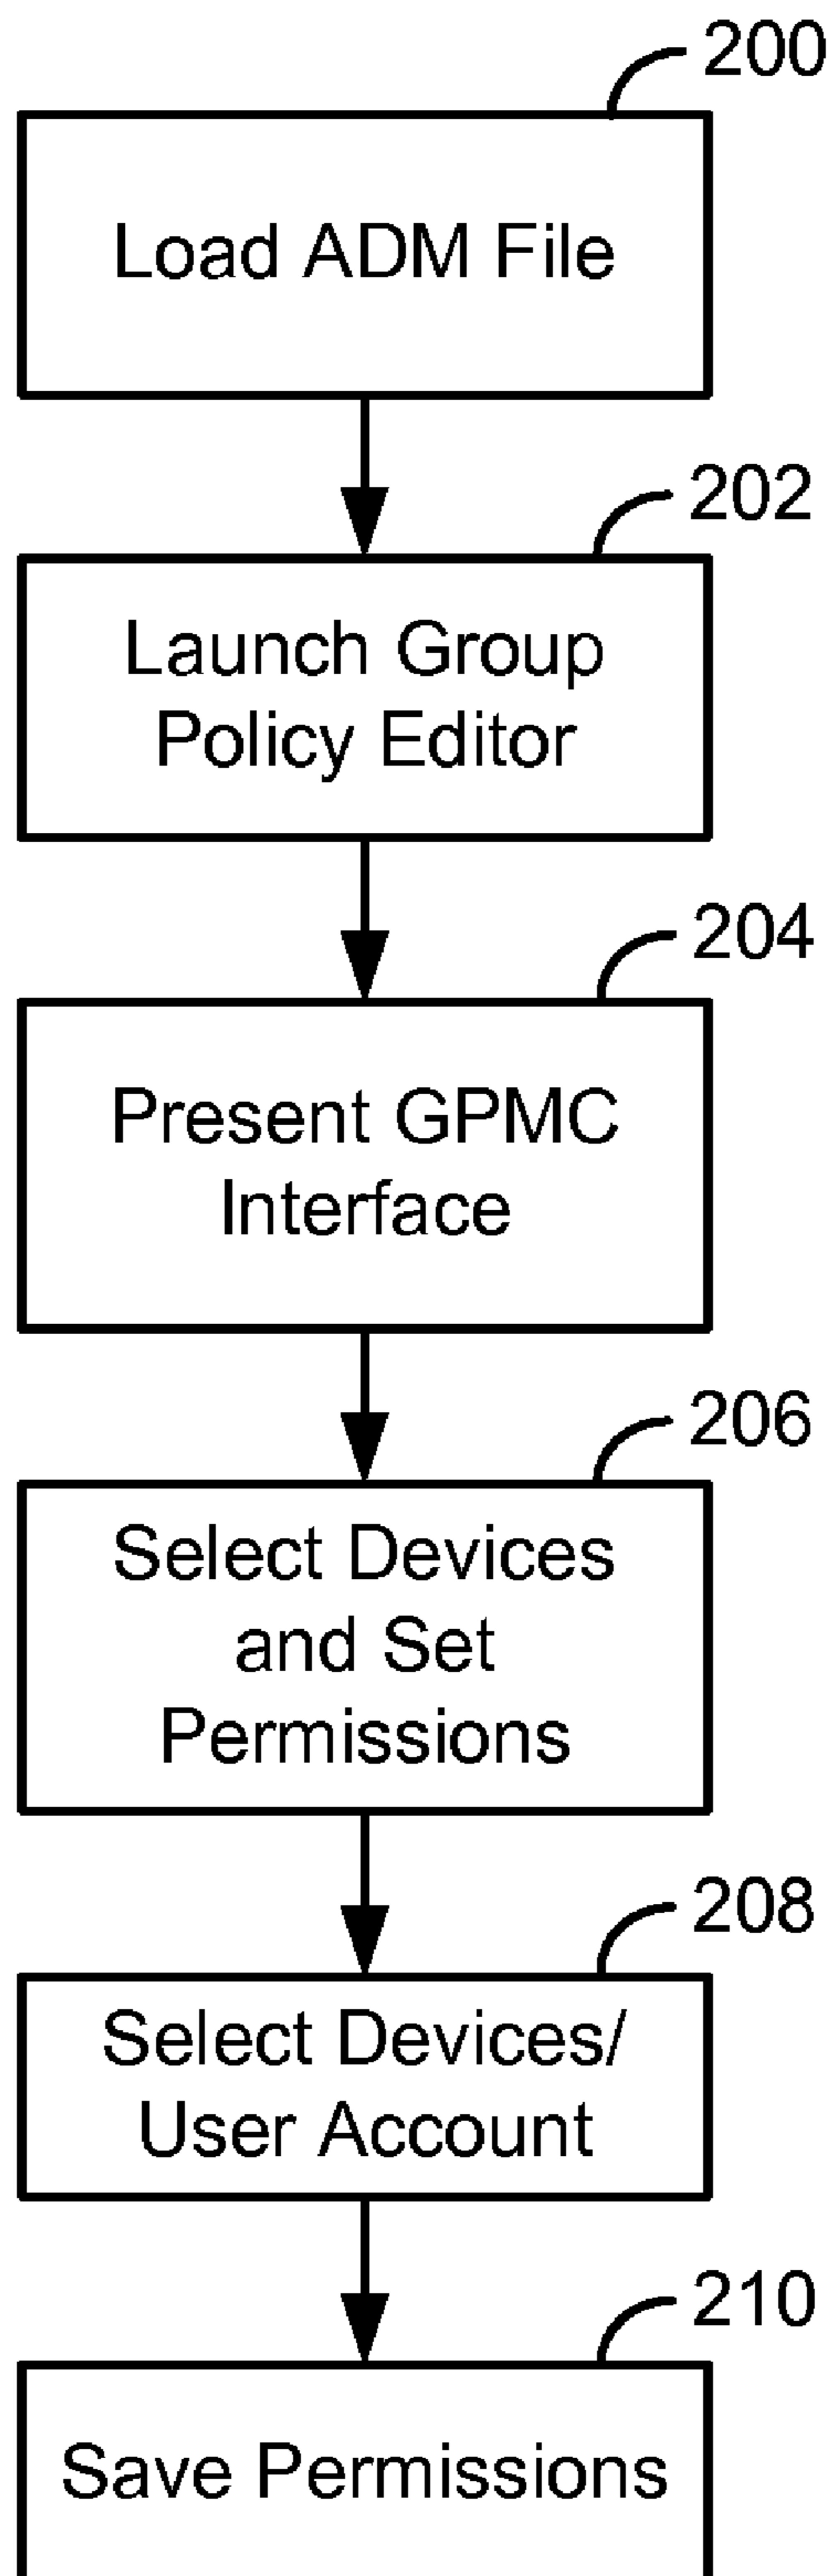 200
Load ADM File
202
Launch Group
Policy Editor
204
Present GPMC
Interface
206
Select Devices
and Set
Permissions
208
Select Devices/
User Account
210
Save Permissions